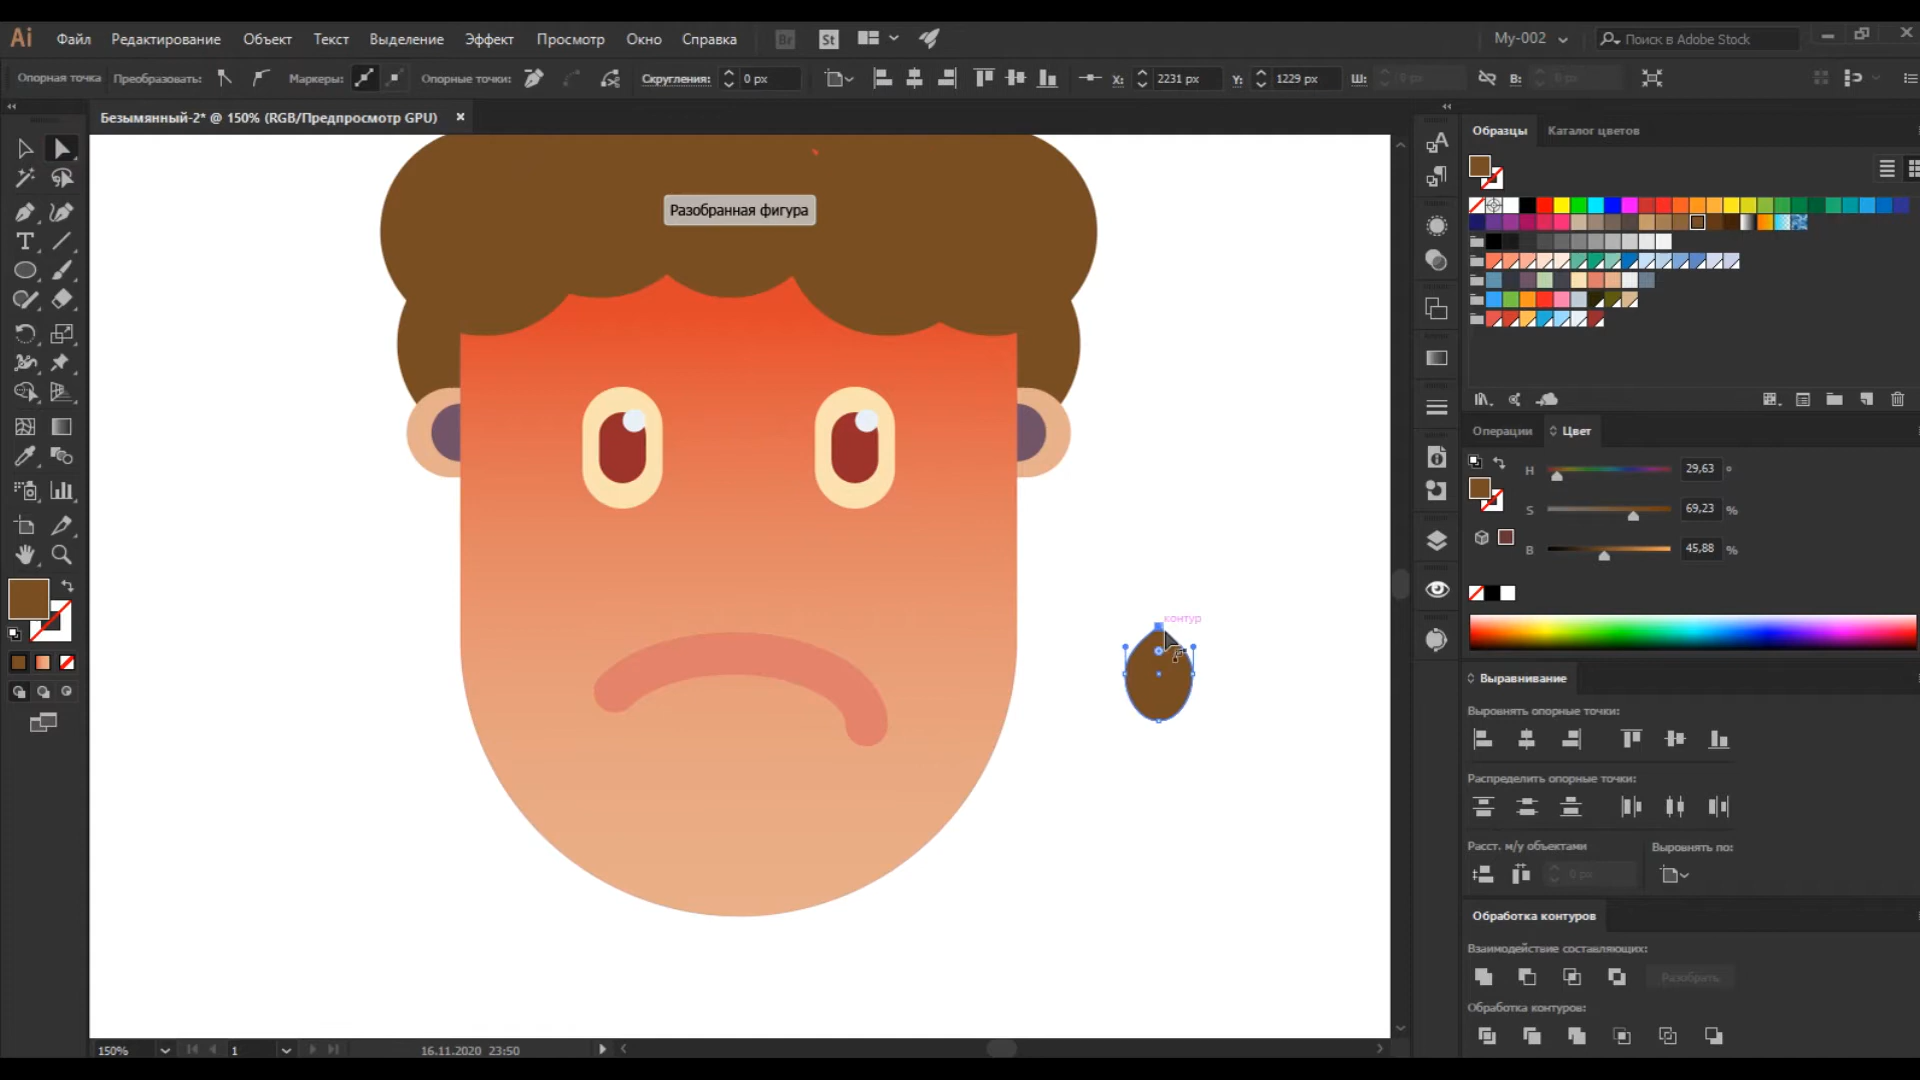 Ai Файл Редактирование Объект Текст Выделение Эффект Просмотр Окно Справка Br St My-002 Поиск в Adobe Stock
Опорная точка Преобразовать: Маркеры: Опорные точки: Скругления: 0 px X: 2231 px Y: 1229 px Ш: 0 px В: 0 px
Безымянный-2* @ 150% (RGB/Предпросмотр GPU) ×
Образцы Каталог цветов
Разобранная фигура
Операции Цвет
H 29,63 °
S 69,23 %
B 45,88 %
контур
Выравнивание
Выровнять опорные точки:
Распределить опорные точки:
Расст. м/у объектами Выровнять по:
0 px
Обработка контуров
Взаимодействие составляющих:
Разобрать
Обработка контуров:
150% 1 16.11.2020 23:50